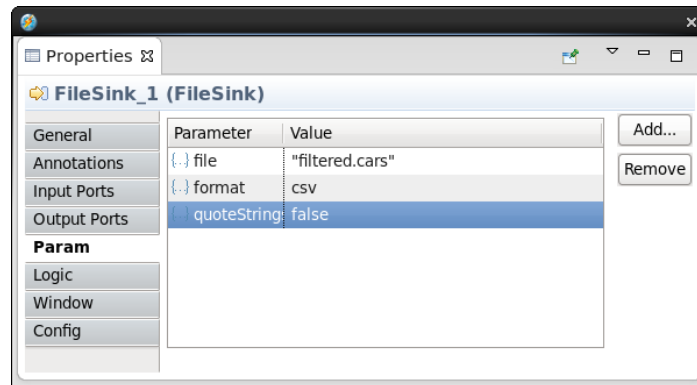 Properties
FileSink_1 (FileSink)
General
Annotations
Input Ports
Output Ports
Param
Logic
Window
Config
Parameter Value
file "filtered.cars"
format csv
quoteStrings false
Add...
Remove